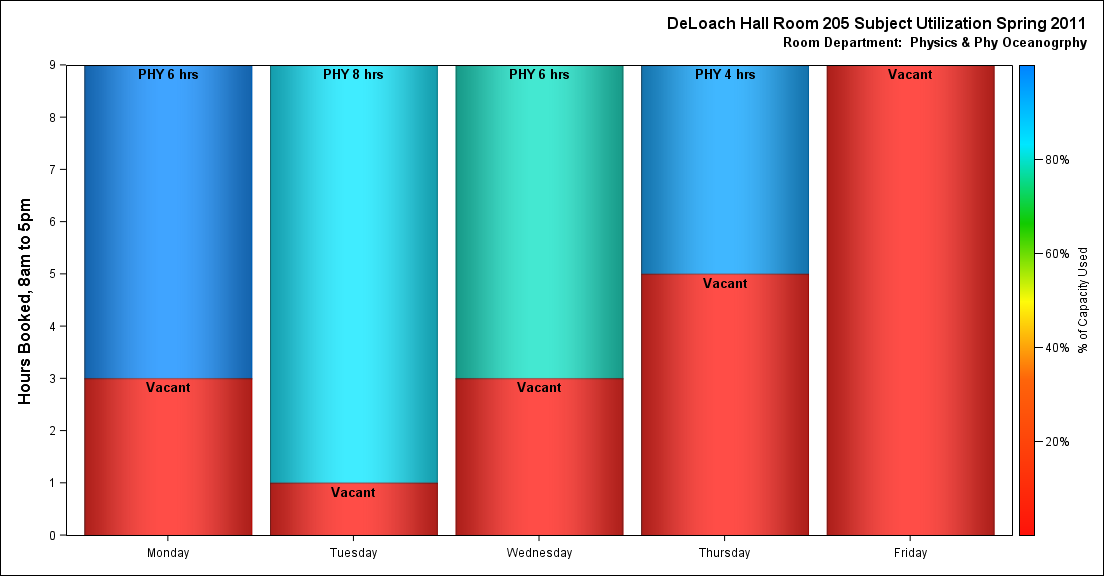 DeLoach Hall Room 205 Subject Utilization Spring 2011
Room Department:  Physics & Phy Oceanogrphy
Hours Booked, 8am to 5pm
9
8
7
6
5
4
3
2
1
0
PHY 6 hrs
PHY 8 hrs
PHY 6 hrs
PHY 4 hrs
Vacant
Vacant
Vacant
Vacant
Vacant
Monday
Tuesday
Wednesday
Thursday
Friday
80%
60%
40%
20%
% of Capacity Used